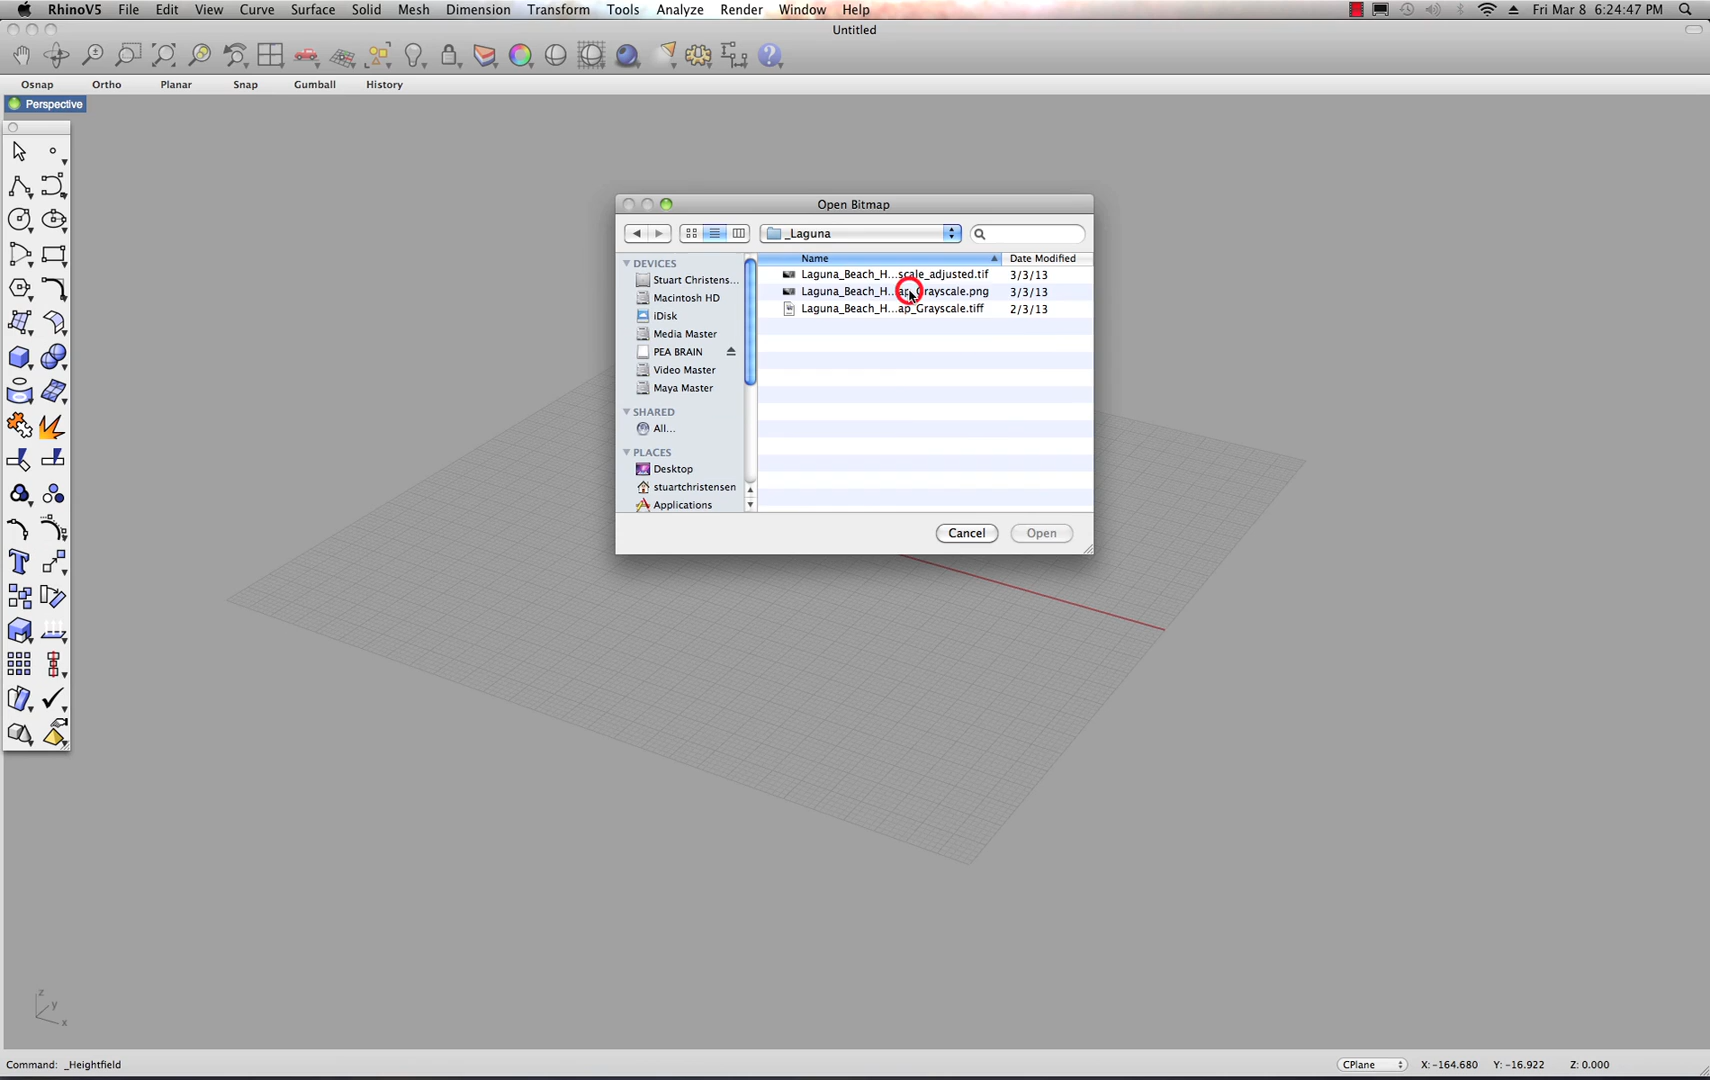 RhinoV5 File Edit View Curve Surface Solid Mesh Dimension Transform Tools Analyze Render Window Help Fri Mar 8 6:24:47 PM
Untitled
Osnap Ortho Planar Snap Gumball History
Perspective
Open Bitmap
_Laguna
Name Date Modified
DEVICES
Stuart Christens...
Macintosh HD
iDisk
Media Master
PEA BRAIN
Video Master
Maya Master
SHARED
All...
PLACES
Desktop
stuartchristensen
Applications
Laguna_Beach_H...scale_adjusted.tif 3/3/13
Laguna_Beach_H...ap_Grayscale.png 3/3/13
Laguna_Beach_H...ap_Grayscale.tiff 2/3/13
Cancel Open
z
y
x
Command: _Heightfield CPlane X:-164.680 Y:-16.922 Z: 0.000